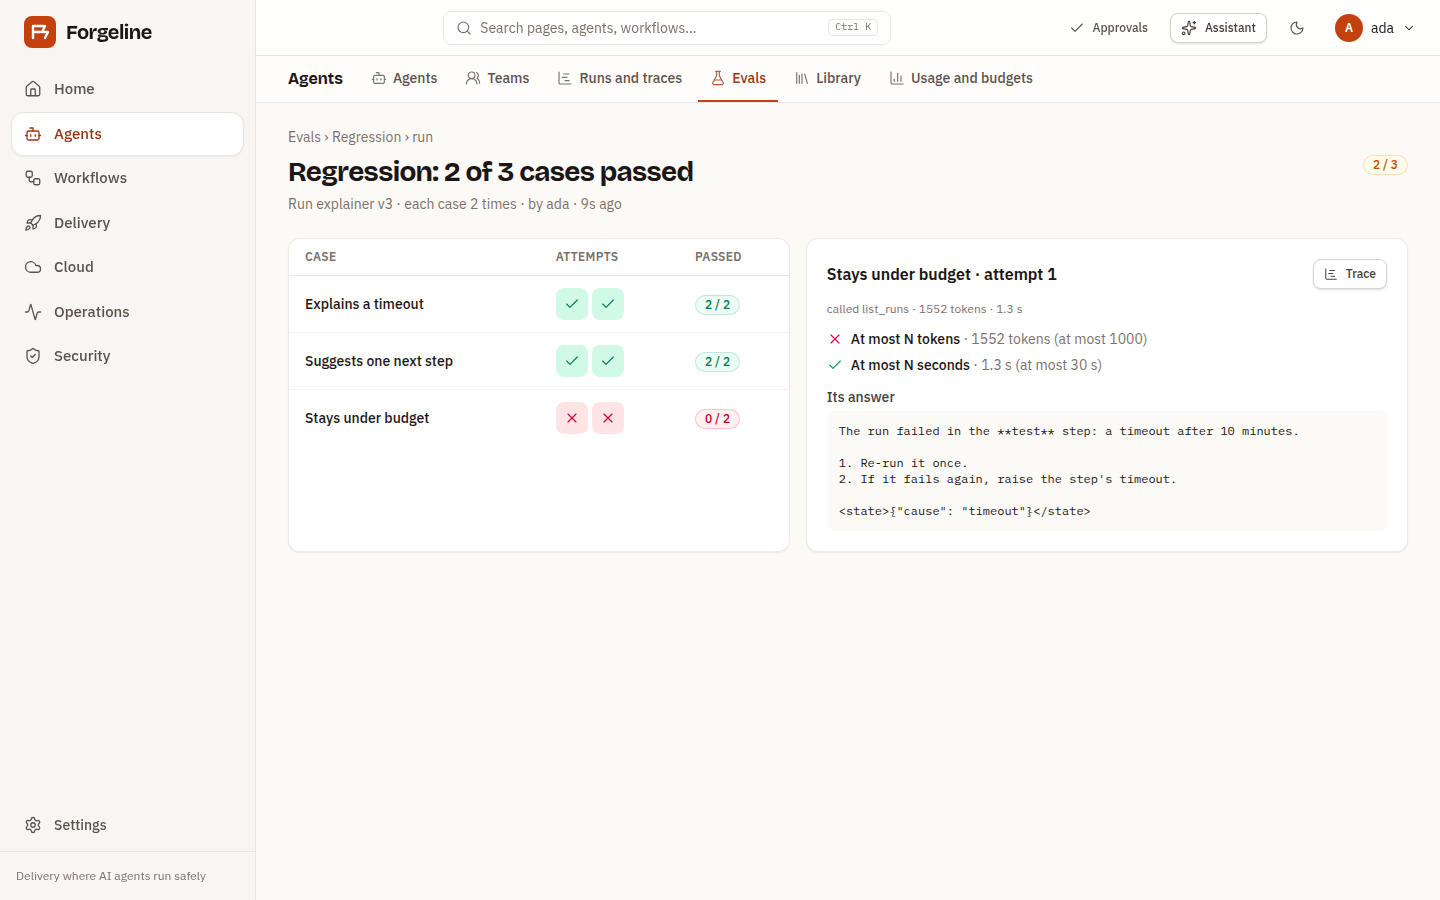 Forgeline
Search pages, agents, workflows...
Ctrl K
Approvals
Assistant
A
ada
Home
Agents
Workflows
Delivery
Cloud
Operations
Security
Settings
Delivery where AI agents run safely
Agents
Agents
Teams
Runs and traces
Evals
Library
Usage and budgets
Evals › Regression › run
Regression: 2 of 3 cases passed
2 / 3
Run explainer v3 · each case 2 times · by ada · 9s ago
CASE ATTEMPTS PASSED
Explains a timeout 2 / 2
Suggests one next step 2 / 2
Stays under budget 0 / 2
Stays under budget · attempt 1
Trace
called list_runs · 1552 tokens · 1.3 s
At most N tokens · 1552 tokens (at most 1000)
At most N seconds · 1.3 s (at most 30 s)
Its answer
The run failed in the **test** step: a timeout after 10 minutes.
1. Re-run it once.
2. If it fails again, raise the step's timeout.
<state>{"cause": "timeout"}</state>